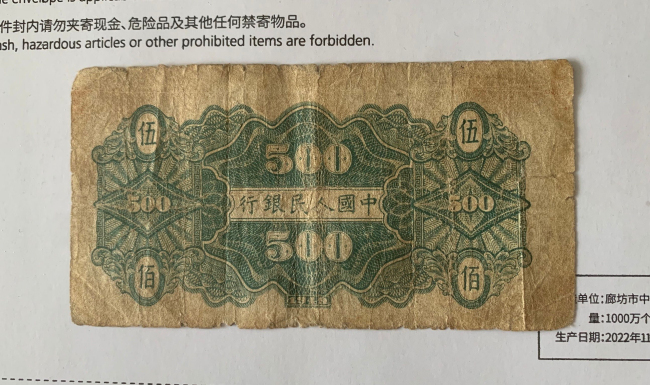 件封内请勿夹寄现金、危险品及其他任何禁寄物品。
ash, hazardous articles or other prohibited items are forbidden.
伍 伍
500
500 500
行銀民人國中
500
佰 佰
单位:廊坊市中
量:1000万个
生产日期:2022年11